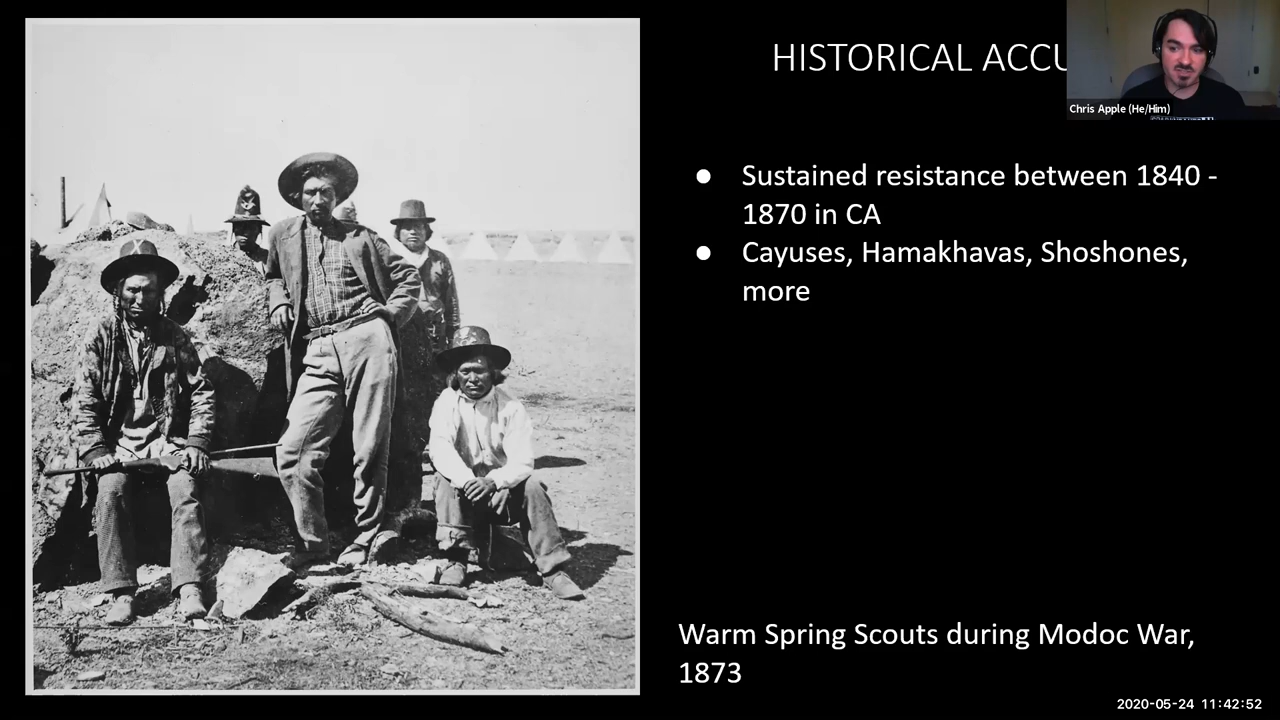 HISTORICAL ACCU
Chris Apple (He/Him)
● Sustained resistance between 1840 -
1870 in CA
● Cayuses, Hamakhavas, Shoshones,
more
Warm Spring Scouts during Modoc War,
1873
2020-05-24 11:42:52